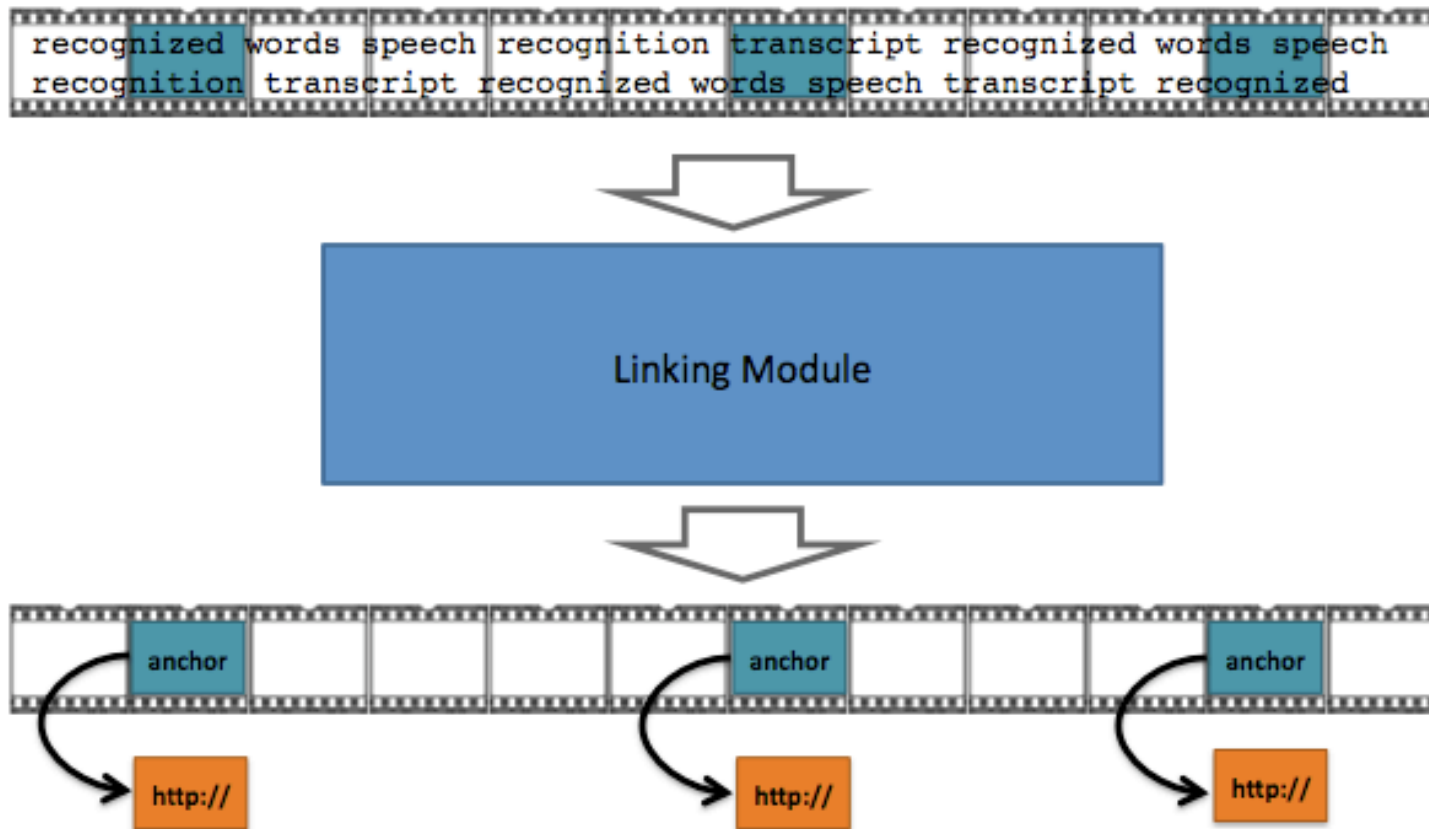 recognized words speech recognition transcript recognized words speech
recognition transcript recognized words speech transcript recognized
Linking Module
anchor anchor anchor
http:// http:// http://